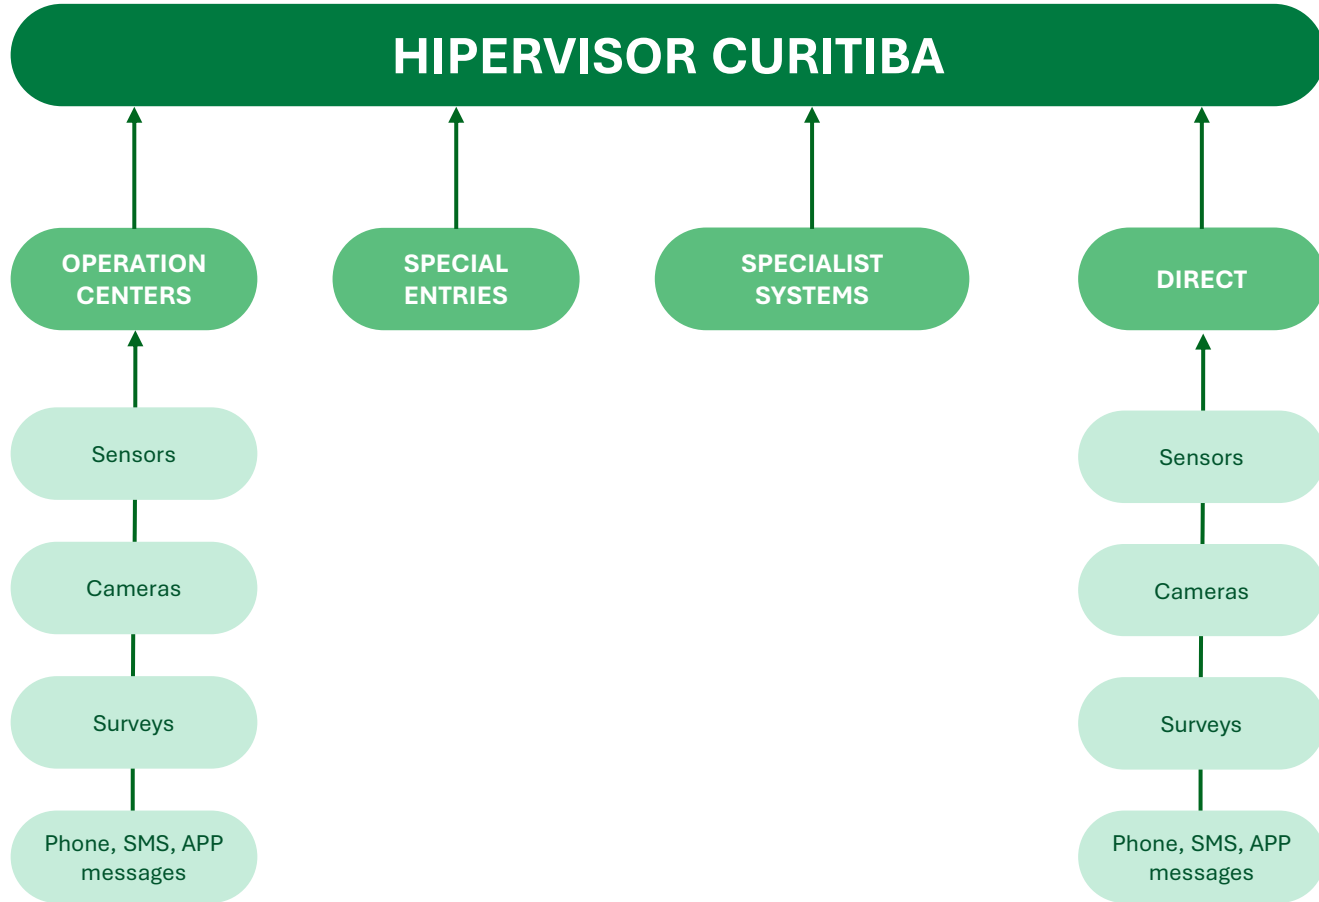 HIPERVISOR CURITIBA
OPERATION
CENTERS
SPECIAL
ENTRIES
SPECIALIST
SYSTEMS
DIRECT
Sensors
Cameras
Surveys
Phone, SMS, APP
messages
Sensors
Cameras
Surveys
Phone, SMS, APP
messages